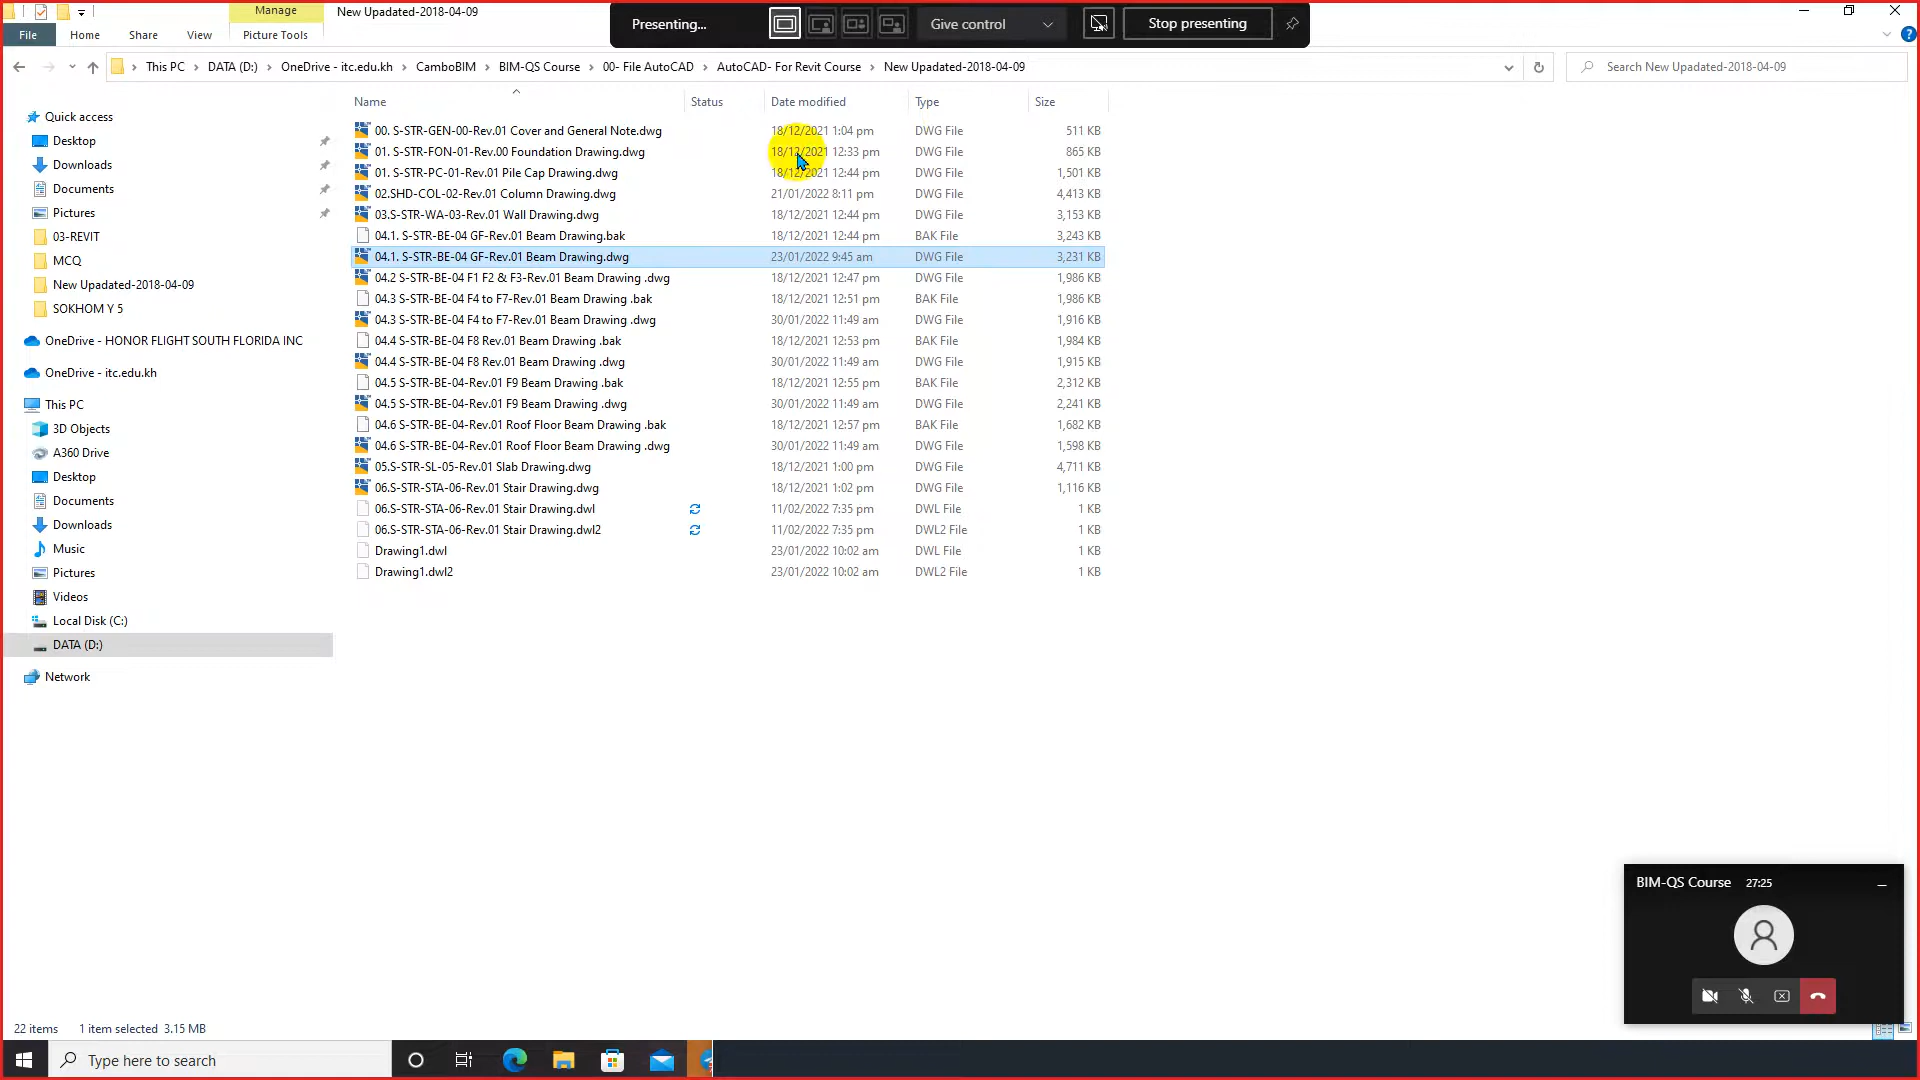 Manage
New Upadated-2018-04-09
Presenting...
Give control
Stop presenting
File
Home
Share
View
Picture Tools
This PC
DATA (D:)
OneDrive - itc.edu.kh
CamboBIM
BIM-QS Course
00- File AutoCAD
AutoCAD- For Revit Course
New Upadated-2018-04-09
Search New Upadated-2018-04-09
Name Status Date modified Type Size
00. S-STR-GEN-00-Rev.01 Cover and General Note.dwg 18/12/2021 1:04 pm DWG File 511 KB
01. S-STR-FON-01-Rev.00 Foundation Drawing.dwg 18/12/2021 12:33 pm DWG File 865 KB
01. S-STR-PC-01-Rev.01 Pile Cap Drawing.dwg 18/12/2021 12:44 pm DWG File 1,501 KB
02.SHD-COL-02-Rev.01 Column Drawing.dwg 21/01/2022 8:11 pm DWG File 4,413 KB
03.S-STR-WA-03-Rev.01 Wall Drawing.dwg 18/12/2021 12:44 pm DWG File 3,153 KB
04.1. S-STR-BE-04 GF-Rev.01 Beam Drawing.bak 18/12/2021 12:44 pm BAK File 3,243 KB
04.1. S-STR-BE-04 GF-Rev.01 Beam Drawing.dwg 23/01/2022 9:45 am DWG File 3,231 KB
04.2 S-STR-BE-04 F1 F2 & F3-Rev.01 Beam Drawing .dwg 18/12/2021 12:47 pm DWG File 1,986 KB
04.3 S-STR-BE-04 F4 to F7-Rev.01 Beam Drawing .bak 18/12/2021 12:51 pm BAK File 1,986 KB
04.3 S-STR-BE-04 F4 to F7-Rev.01 Beam Drawing .dwg 30/01/2022 11:49 am DWG File 1,916 KB
04.4 S-STR-BE-04 F8 Rev.01 Beam Drawing .bak 18/12/2021 12:53 pm BAK File 1,984 KB
04.4 S-STR-BE-04 F8 Rev.01 Beam Drawing .dwg 30/01/2022 11:49 am DWG File 1,915 KB
04.5 S-STR-BE-04-Rev.01 F9 Beam Drawing .bak 18/12/2021 12:55 pm BAK File 2,312 KB
04.5 S-STR-BE-04-Rev.01 F9 Beam Drawing .dwg 30/01/2022 11:49 am DWG File 2,241 KB
04.6 S-STR-BE-04-Rev.01 Roof Floor Beam Drawing .bak 18/12/2021 12:57 pm BAK File 1,682 KB
04.6 S-STR-BE-04-Rev.01 Roof Floor Beam Drawing .dwg 30/01/2022 11:49 am DWG File 1,598 KB
05.S-STR-SL-05-Rev.01 Slab Drawing.dwg 18/12/2021 1:00 pm DWG File 4,711 KB
06.S-STR-STA-06-Rev.01 Stair Drawing.dwg 18/12/2021 1:02 pm DWG File 1,116 KB
06.S-STR-STA-06-Rev.01 Stair Drawing.dwl 11/02/2022 7:35 pm DWL File 1 KB
06.S-STR-STA-06-Rev.01 Stair Drawing.dwl2 11/02/2022 7:35 pm DWL2 File 1 KB
Drawing1.dwl 23/01/2022 10:02 am DWL File 1 KB
Drawing1.dwl2 23/01/2022 10:02 am DWL2 File 1 KB
Quick access
Desktop
Downloads
Documents
Pictures
03-REVIT
MCQ
New Upadated-2018-04-09
SOKHOM Y 5
OneDrive - HONOR FLIGHT SOUTH FLORIDA INC
OneDrive - itc.edu.kh
This PC
3D Objects
A360 Drive
Desktop
Documents
Downloads
Music
Pictures
Videos
Local Disk (C:)
DATA (D:)
Network
BIM-QS Course 27:25
22 items 1 item selected 3.15 MB
Type here to search